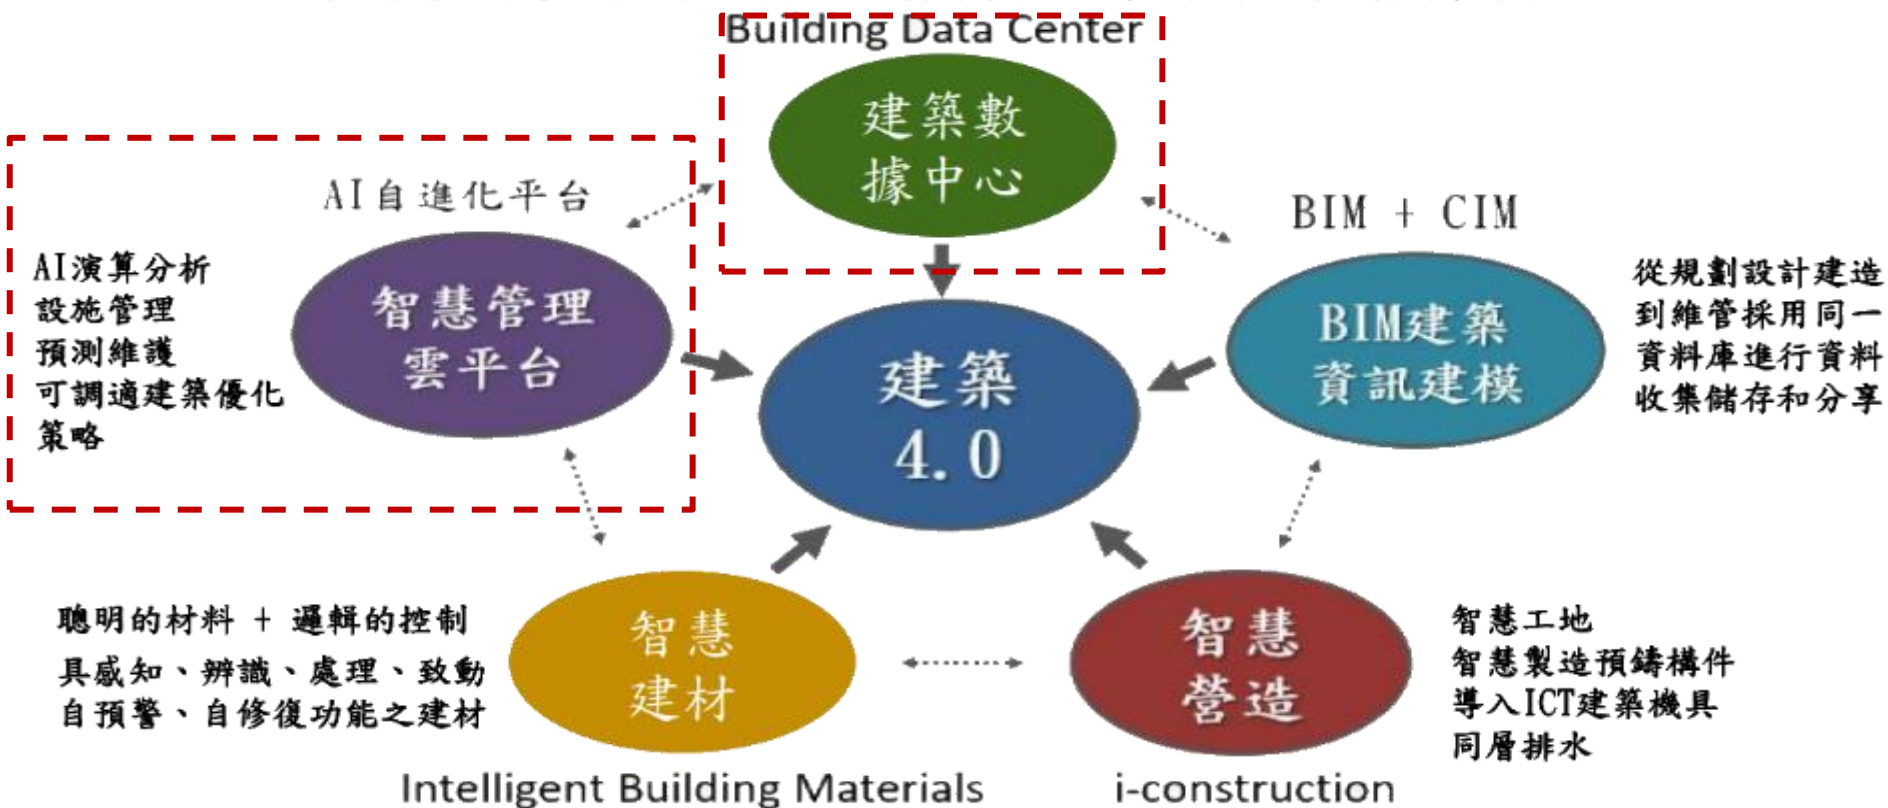 Building Data Center
建築數
據中心
AI自進化平台
AI演算分析
設施管理
預測維護
可調適建築優化
策略
智慧管理
雲平台
BIM + CIM
BIM建築
資訊建模
從規劃設計建造
到維管採用同一
資料庫進行資料
收集儲存和分享
建築
4.0
聰明的材料 + 邏輯的控制
具感知、辨識、處理、致動
自預警、自修復功能之建材
智慧
建材
Intelligent Building Materials
智慧
營造
i-construction
智慧工地
智慧製造預鑄構件
導入ICT建築機具
同層排水